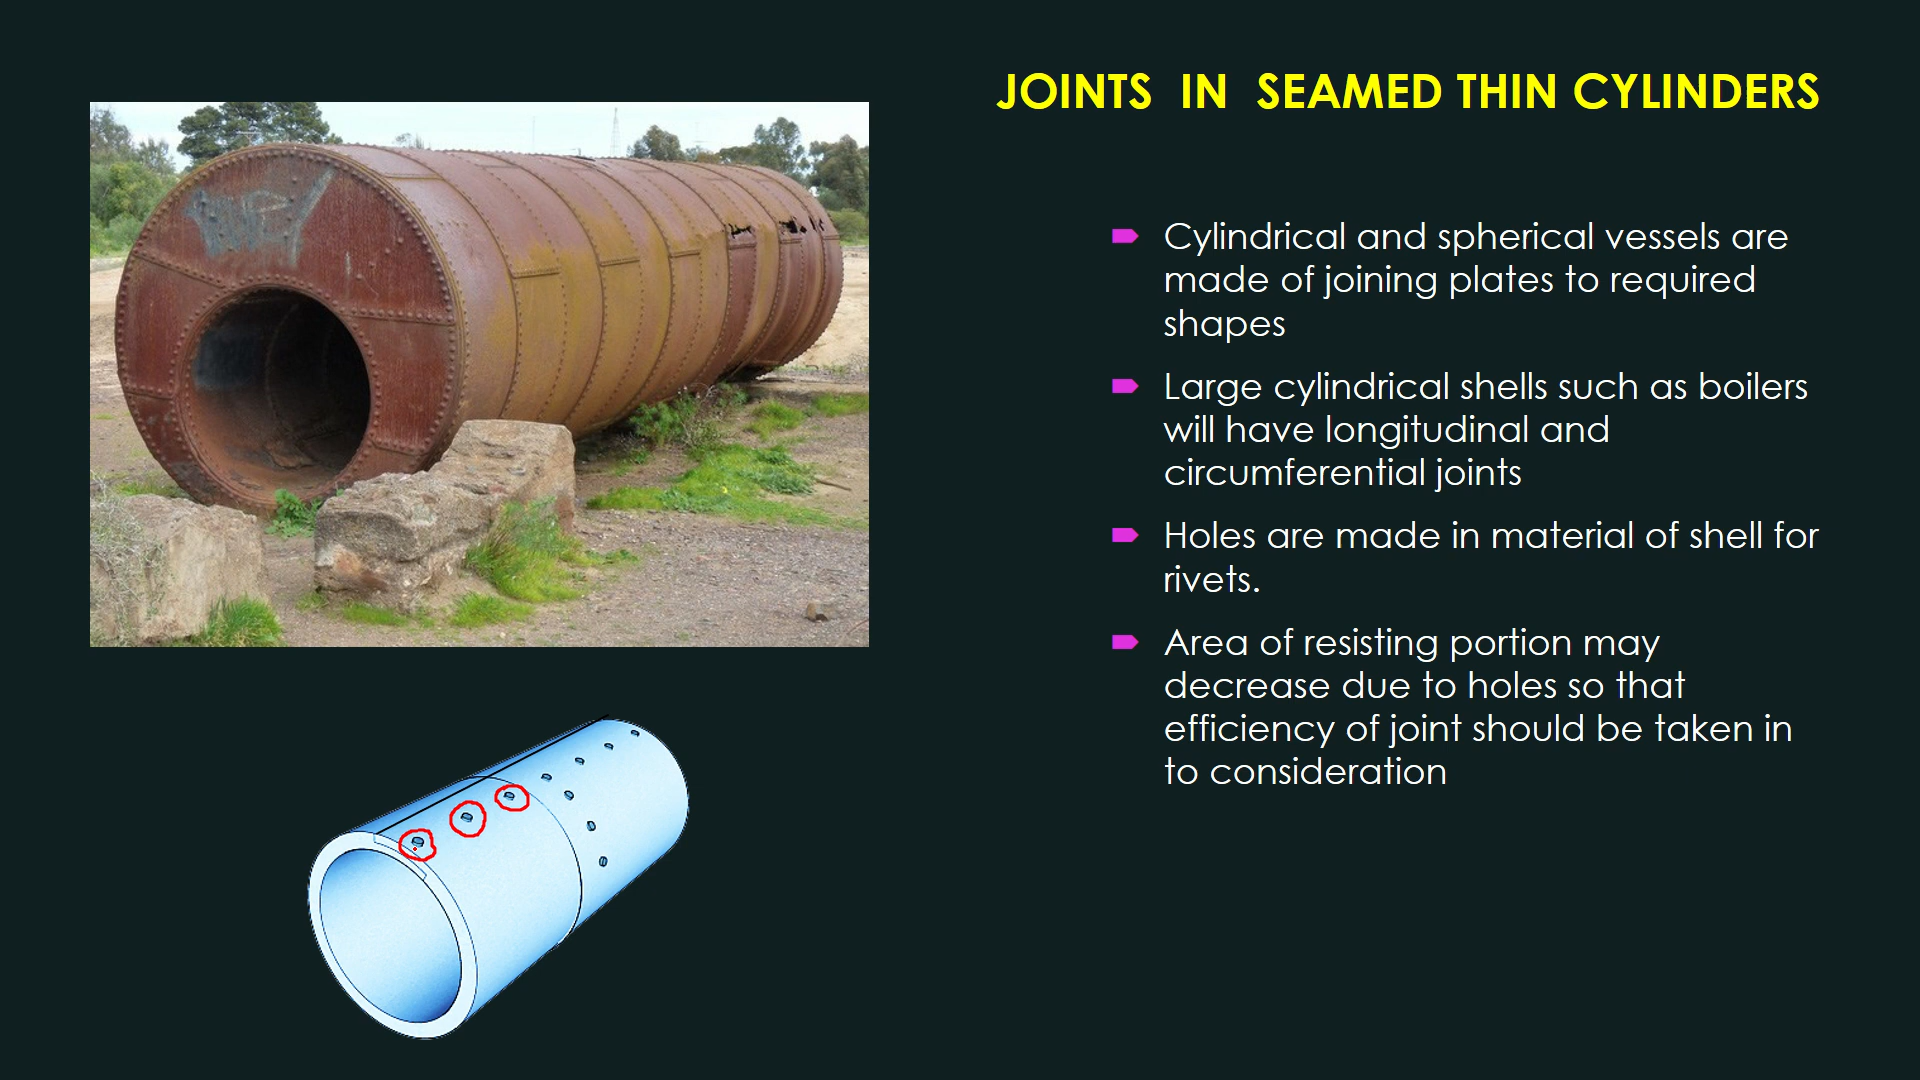 JOINTS IN SEAMED THIN CYLINDERS
Cylindrical and spherical vessels are
made of joining plates to required
shapes
Large cylindrical shells such as boilers
will have longitudinal and
circumferential joints
Holes are made in material of shell for
rivets.
Area of resisting portion may
decrease due to holes so that
efficiency of joint should be taken in
to consideration